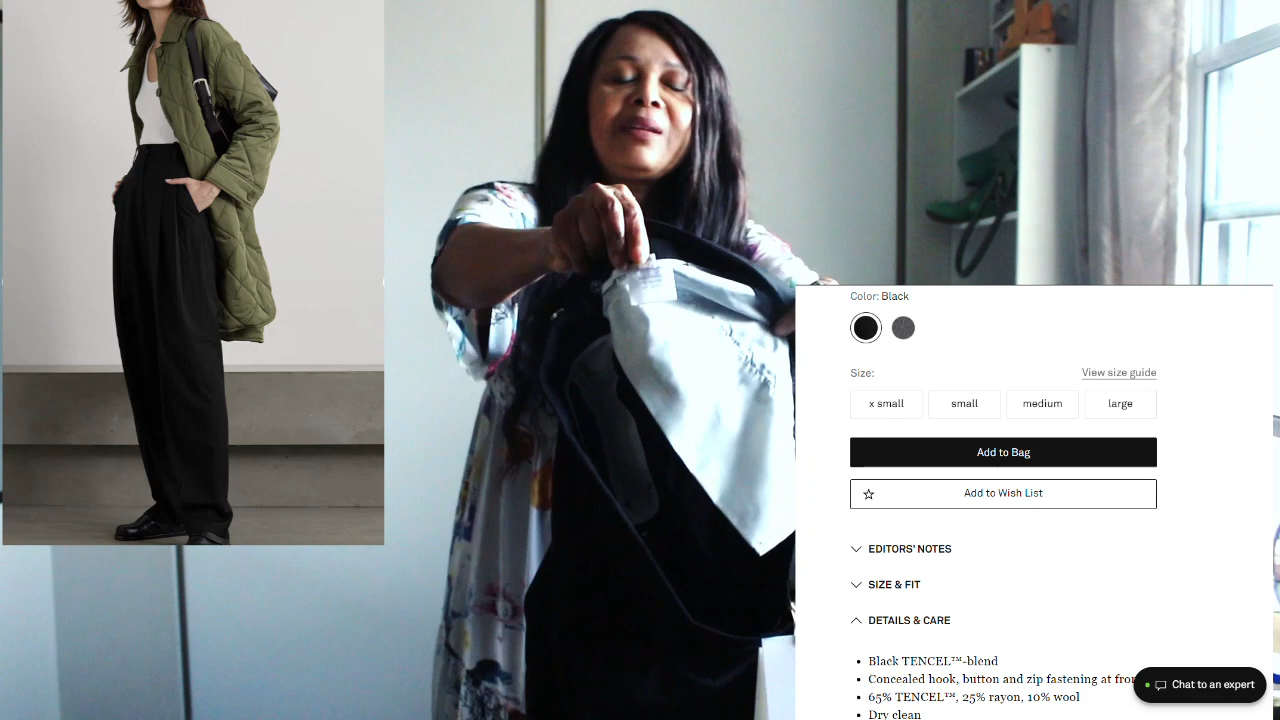 Color: Black
Size:
View size guide
x small
small
medium
large
Add to Bag
Add to Wish List
EDITORS' NOTES
SIZE & FIT
DETAILS & CARE
Black TENCEL™-blend
Concealed hook, button and zip fastening at
65% TENCEL™, 25% rayon, 10% wool
Dry clean
Chat to an expert